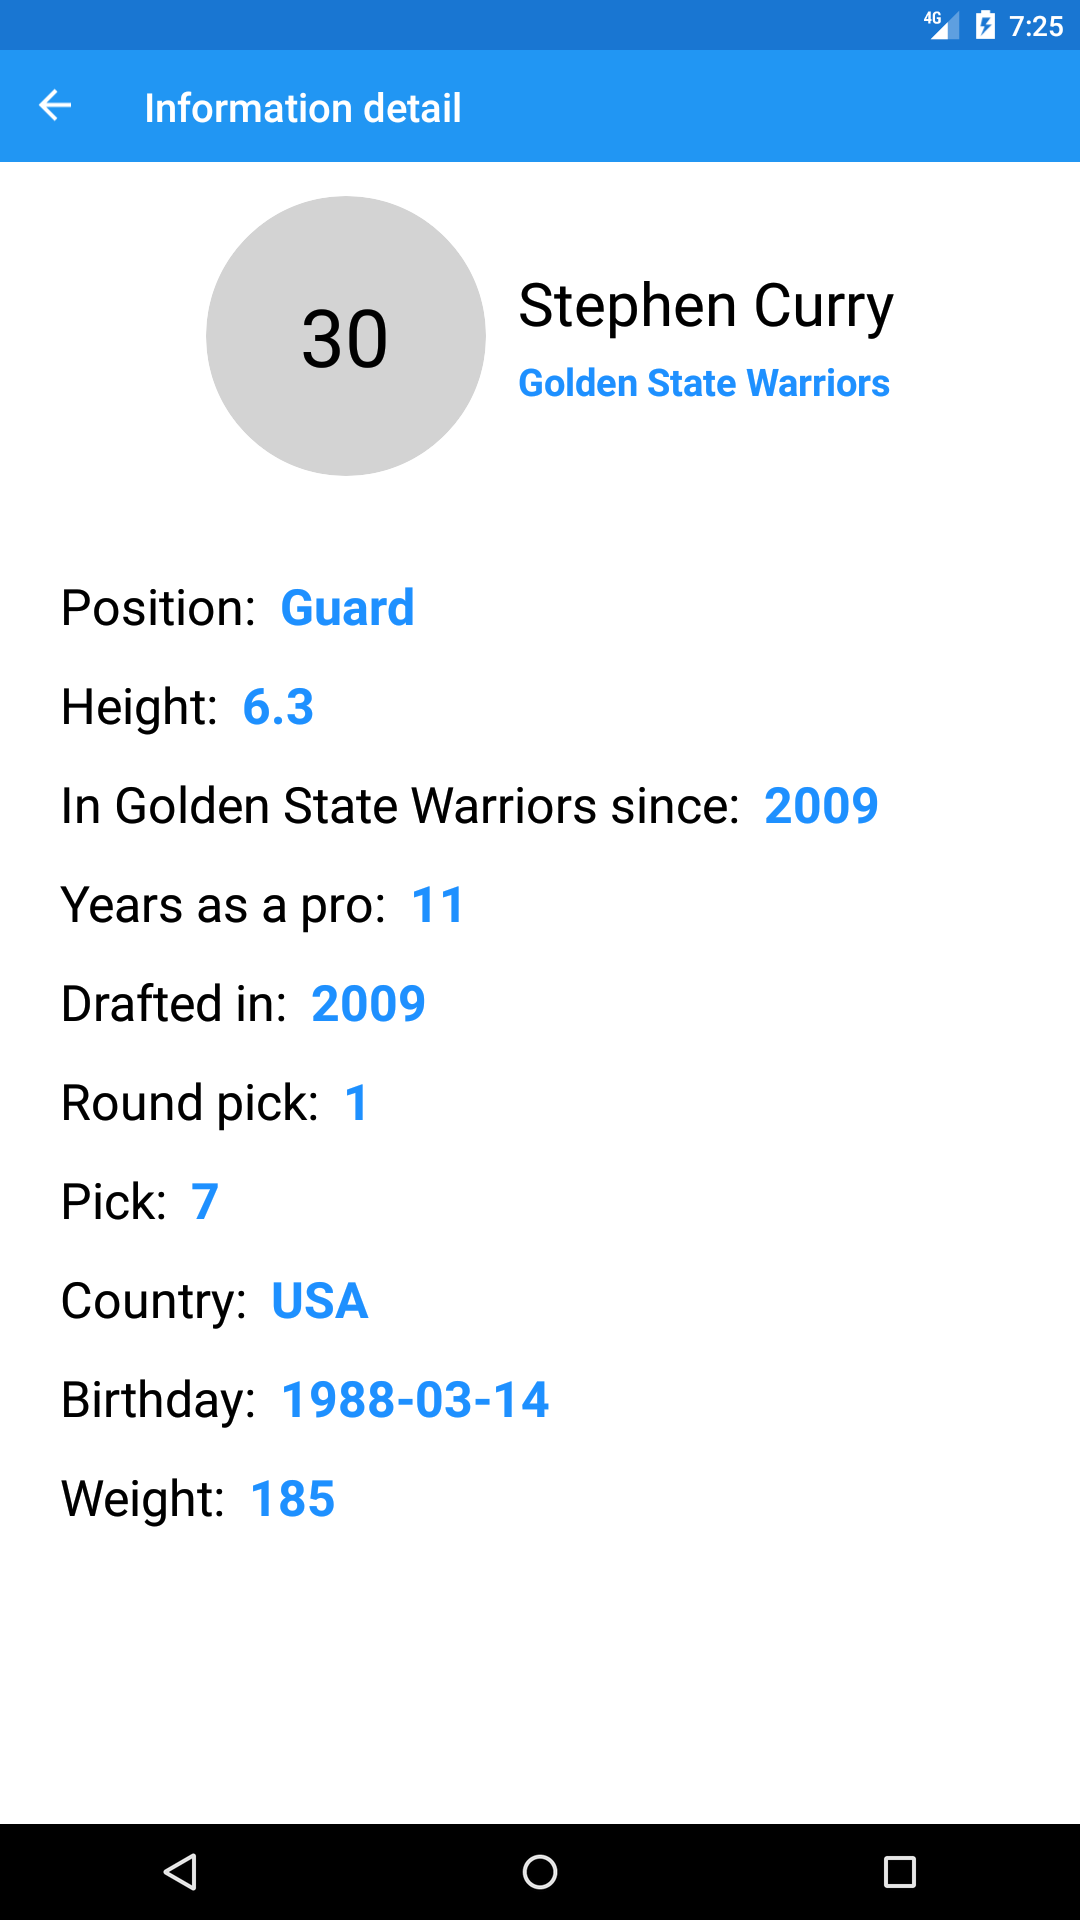 4G 7:25
Information detail
30
Stephen Curry
Golden State Warriors
Position: Guard
Height: 6.3
In Golden State Warriors since: 2009
Years as a pro: 11
Drafted in: 2009
Round pick: 1
Pick: 7
Country: USA
Birthday: 1988-03-14
Weight: 185